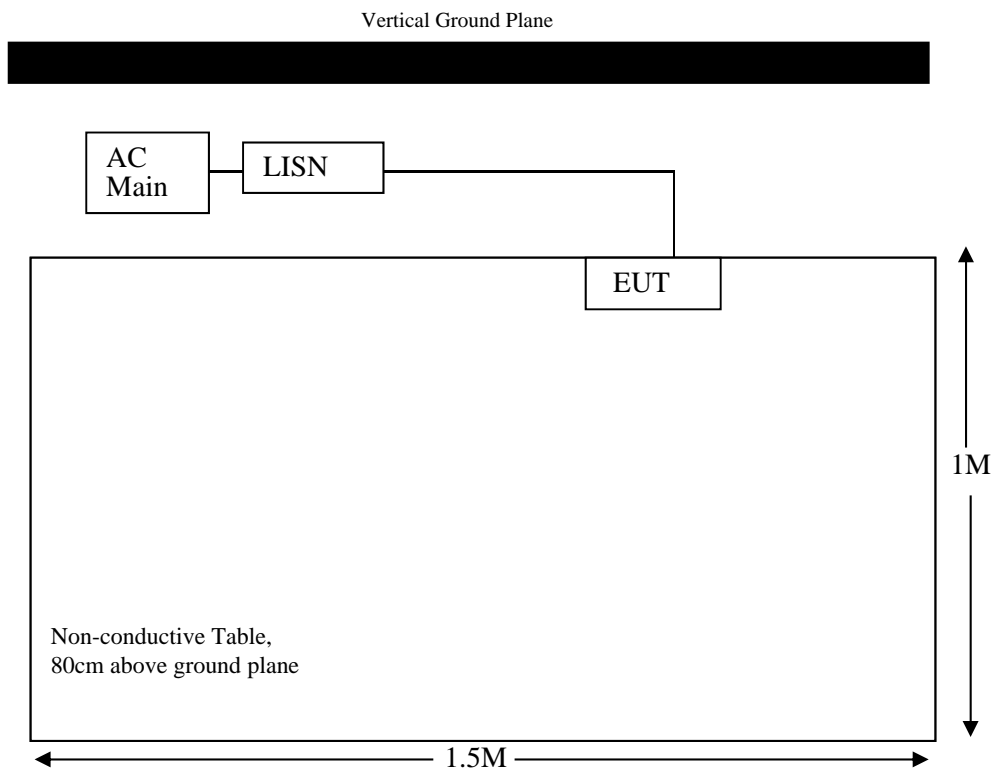 Vertical Ground Plane
AC
Main
LISN
EUT
1M
Non-conductive Table,
80cm above ground plane
1.5M